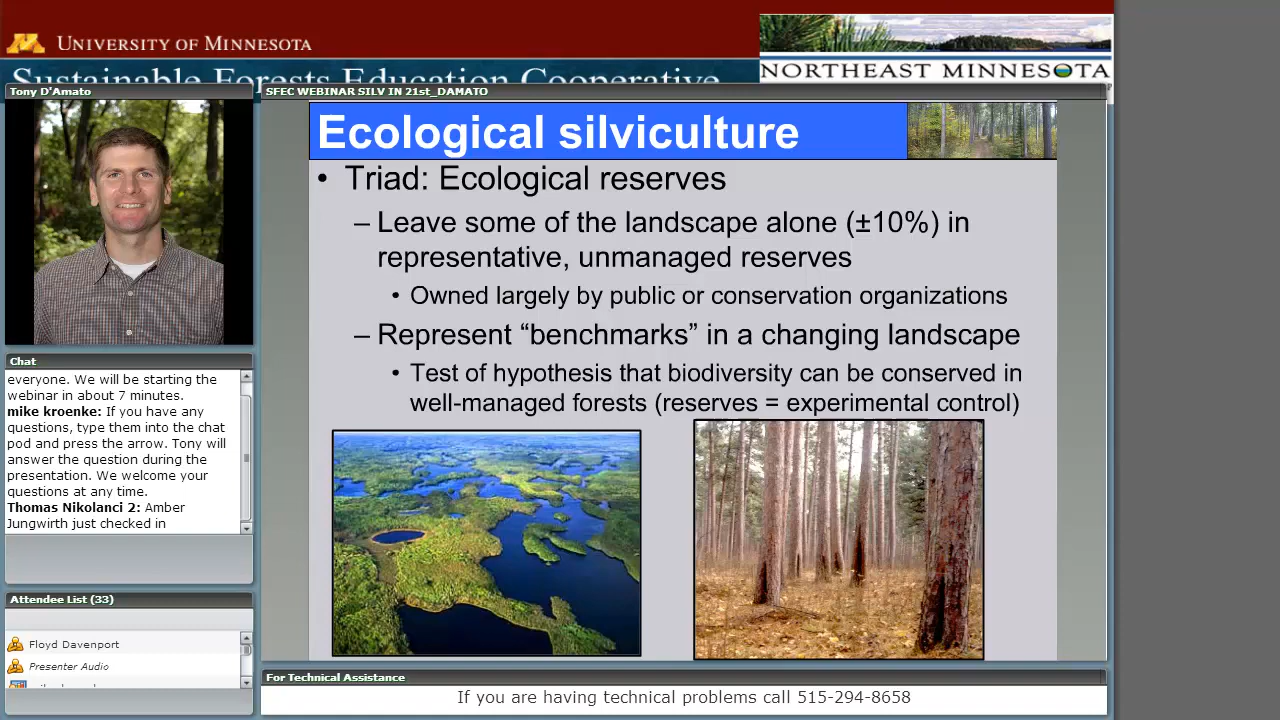 UNIVERSITY OF MINNESOTA
Sustainable Forests Education Cooperative
NORTHEAST MINNESOTA
Tony D'Amato
SFEC WEBINAR SILV IN 21st_DAMATO
Ecological silviculture
• Triad: Ecological reserves
– Leave some of the landscape alone (±10%) in
representative, unmanaged reserves
• Owned largely by public or conservation organizations
– Represent “benchmarks” in a changing landscape
• Test of hypothesis that biodiversity can be conserved in
well-managed forests (reserves = experimental control)
Chat
everyone. We will be starting the
webinar in about 7 minutes.
mike kroenke: If you have any
questions, type them into the chat
pod and press the arrow. Tony will
answer the question during the
presentation. We welcome your
questions at any time.
Thomas Nikolanci 2: Amber
Jungwirth just checked in
Attendee List (33)
Floyd Davenport
Presenter Audio
For Technical Assistance
If you are having technical problems call 515-294-8658